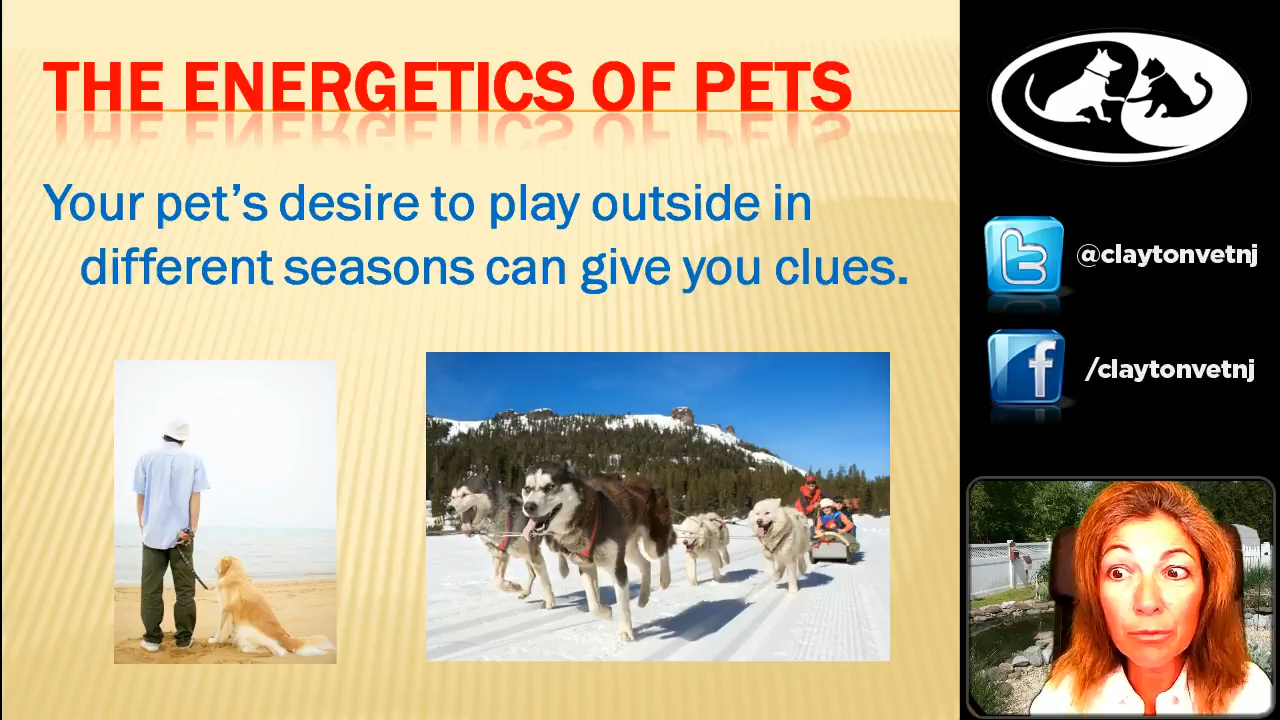 THE ENERGETICS OF PETS
Your pet’s desire to play outside in
different seasons can give you clues.
@claytonvetnj
/claytonvetnj